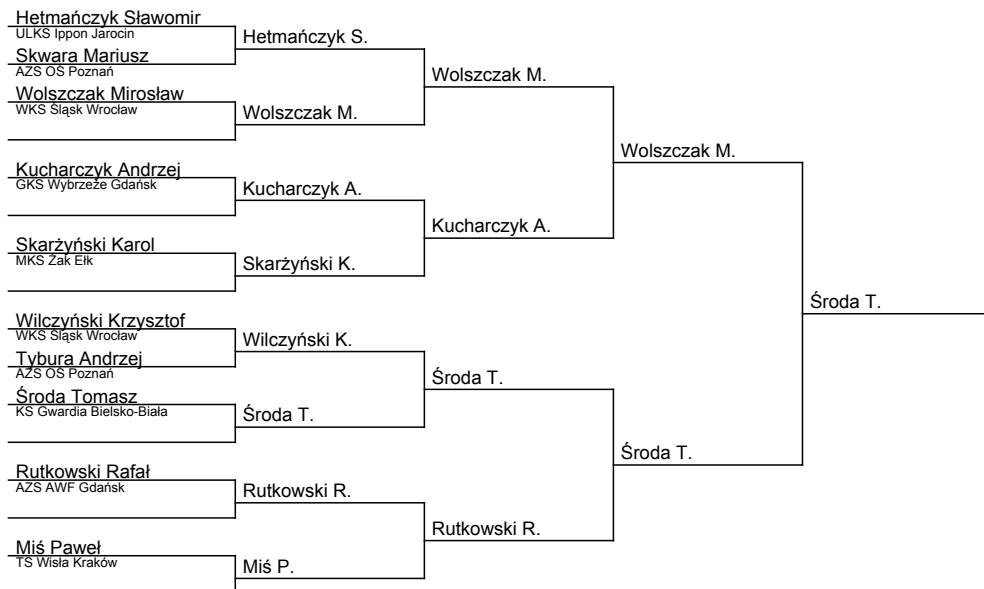 Hetmańczyk Sławomir
ULKS Ippon Jarocin
Skwara Mariusz
AZS OŚ Poznań
Wolszczak Mirosław
WKS Śląsk Wrocław
Kucharczyk Andrzej
GKS Wybrzeże Gdańsk
Skarżyński Karol
MKS Żak Ełk
Wilczyński Krzysztof
WKS Śląsk Wrocław
Tybura Andrzej
AZS OŚ Poznań
Środa Tomasz
KS Gwardia Bielsko-Biała
Rutkowski Rafał
AZS AWF Gdańsk
Miś Paweł
TS Wisła Kraków
Hetmańczyk S.
Wolszczak M.
Kucharczyk A.
Skarżyński K.
Wilczyński K.
Środa T.
Rutkowski R.
Miś P.
Wolszczak M.
Kucharczyk A.
Środa T.
Rutkowski R.
Wolszczak M.
Środa T.
Środa T.